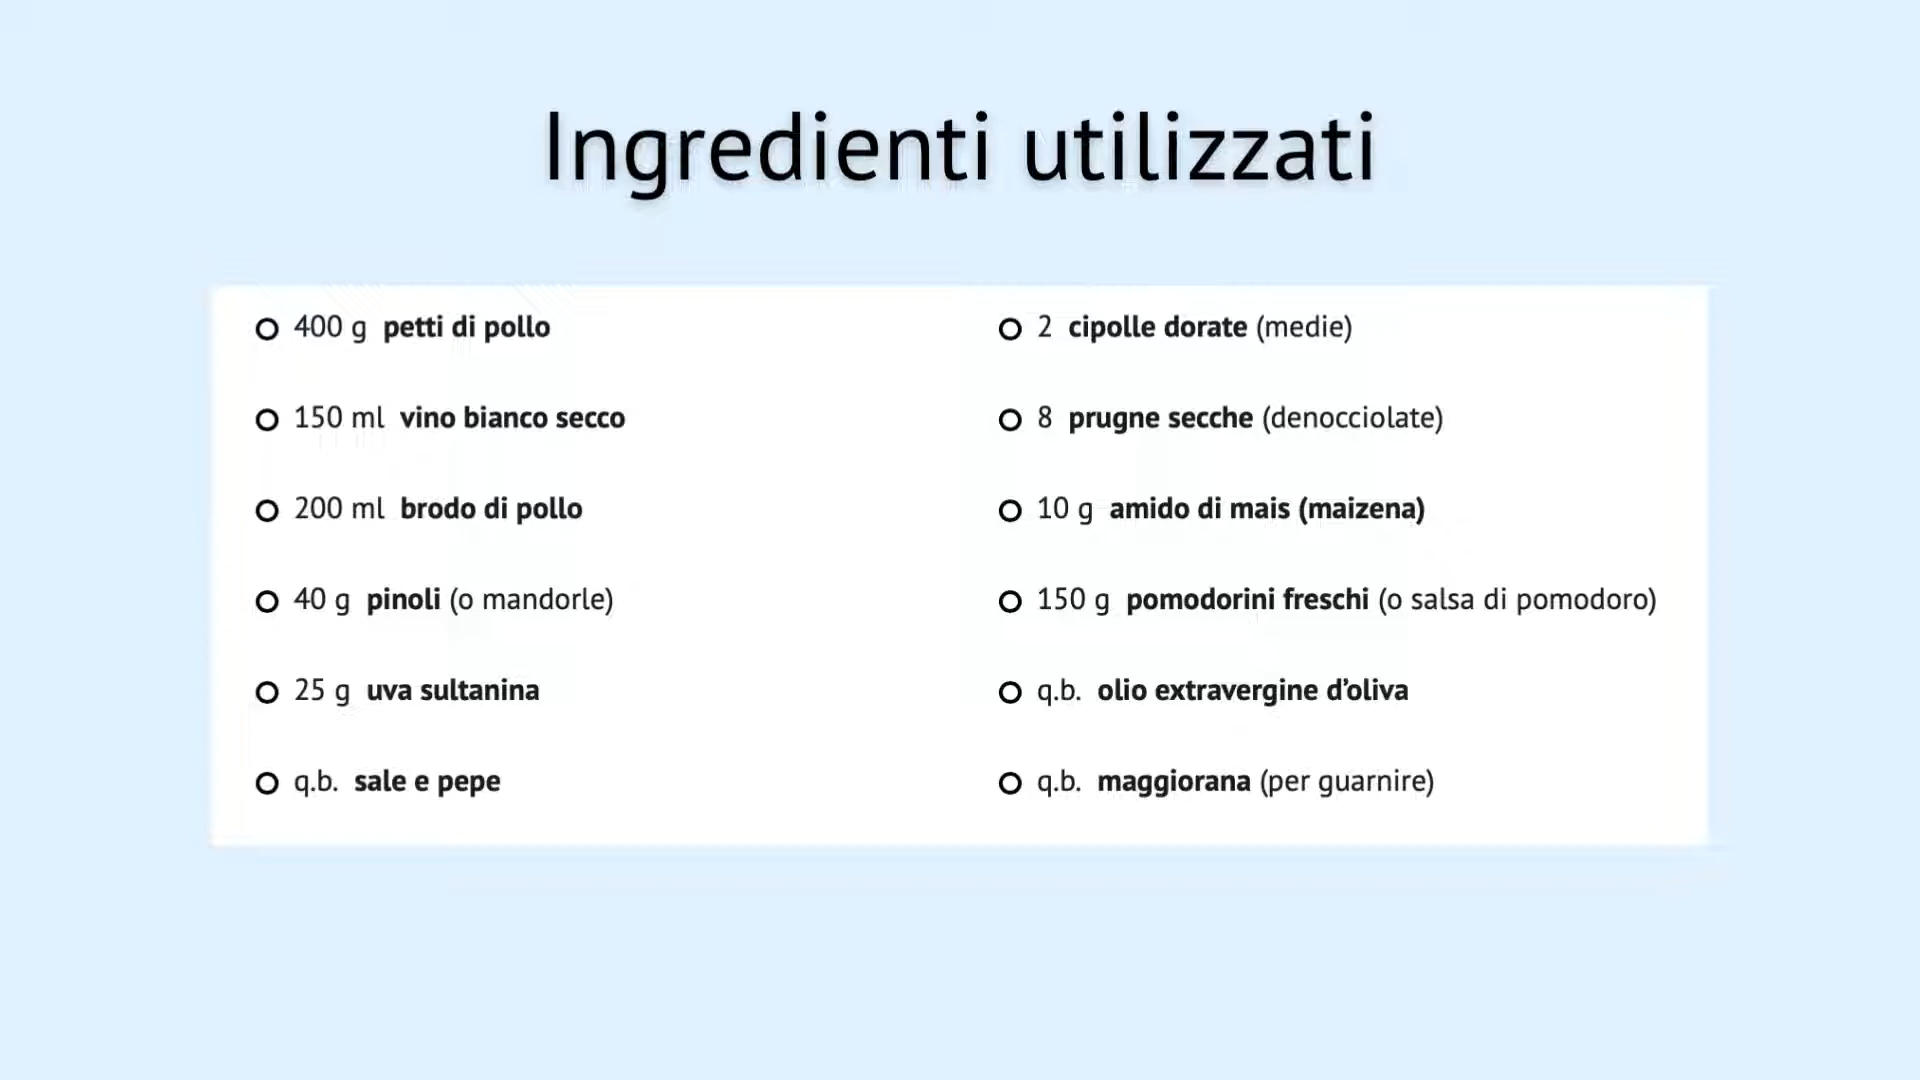 Ingredienti utilizzati
400 g petti di pollo
150 ml vino bianco secco
200 ml brodo di pollo
40 g pinoli (o mandorle)
25 g uva sultanina
q.b. sale e pepe
2 cipolle dorate (medie)
8 prugne secche (denocciolate)
10 g amido di mais (maizena)
150 g pomodorini freschi (o salsa di pomodoro)
q.b. olio extravergine d’oliva
q.b. maggiorana (per guarnire)